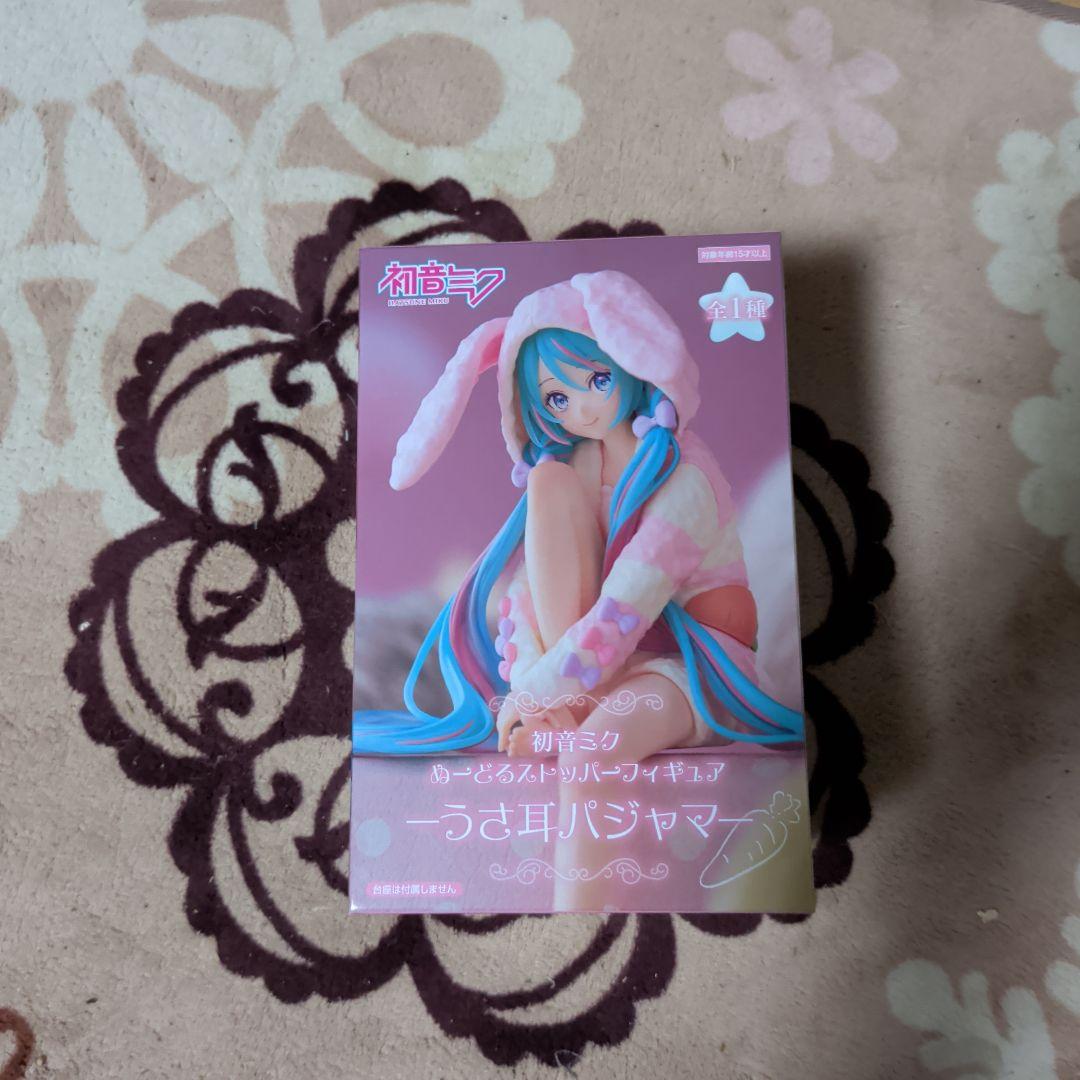 初音ミク
HATSUNE MIKU
対象年齢15才以上
全1種
初音ミク
ぬーどるストッパーフィギュア
ーうさ耳パジャマー
台座は付属しません